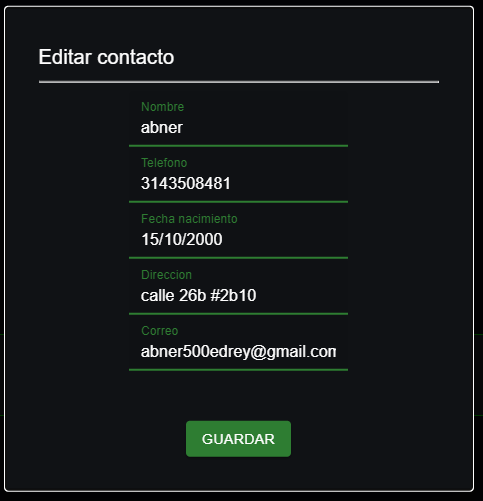 Editar contacto
Nombre
abner
Telefono
3143508481
Fecha nacimiento
15/10/2000
Direccion
calle 26b #2b10
Correo
abner500edrey@gmail.com
GUARDAR